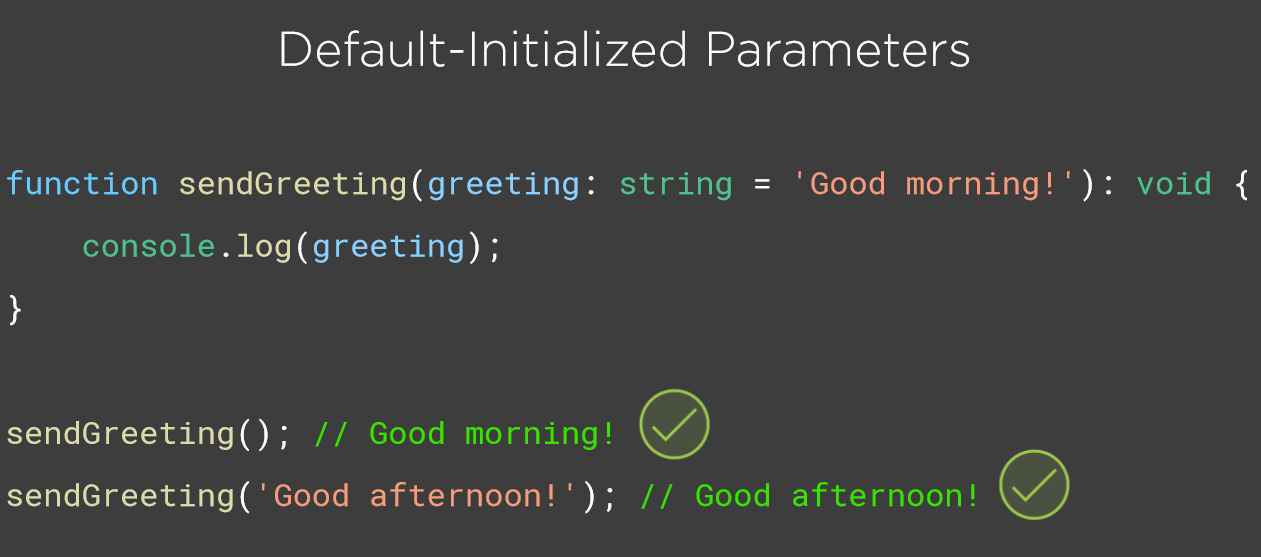 Default-Initialized Parameters
function sendGreeting(greeting: string = 'Good morning!'): void {
    console.log(greeting);
}
sendGreeting(); // Good morning!
sendGreeting('Good afternoon!'); // Good afternoon!